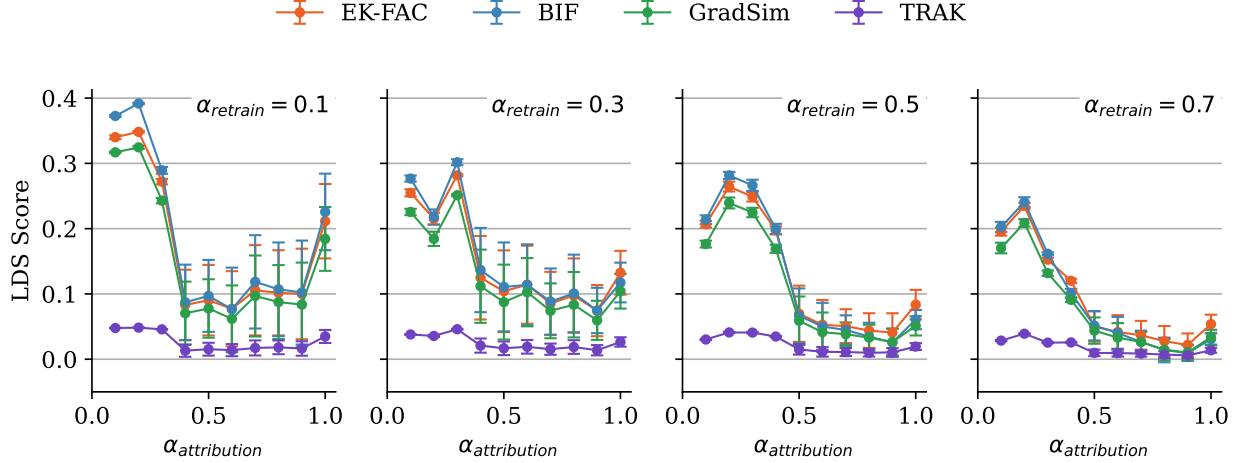 EK-FAC BIF GradSim TRAK
LDS Score
0.4
0.3
0.2
0.1
0.0
α_retrain = 0.1
0.0 0.5 1.0
α_attribution
α_retrain = 0.3
0.0 0.5 1.0
α_attribution
α_retrain = 0.5
0.0 0.5 1.0
α_attribution
α_retrain = 0.7
0.0 0.5 1.0
α_attribution